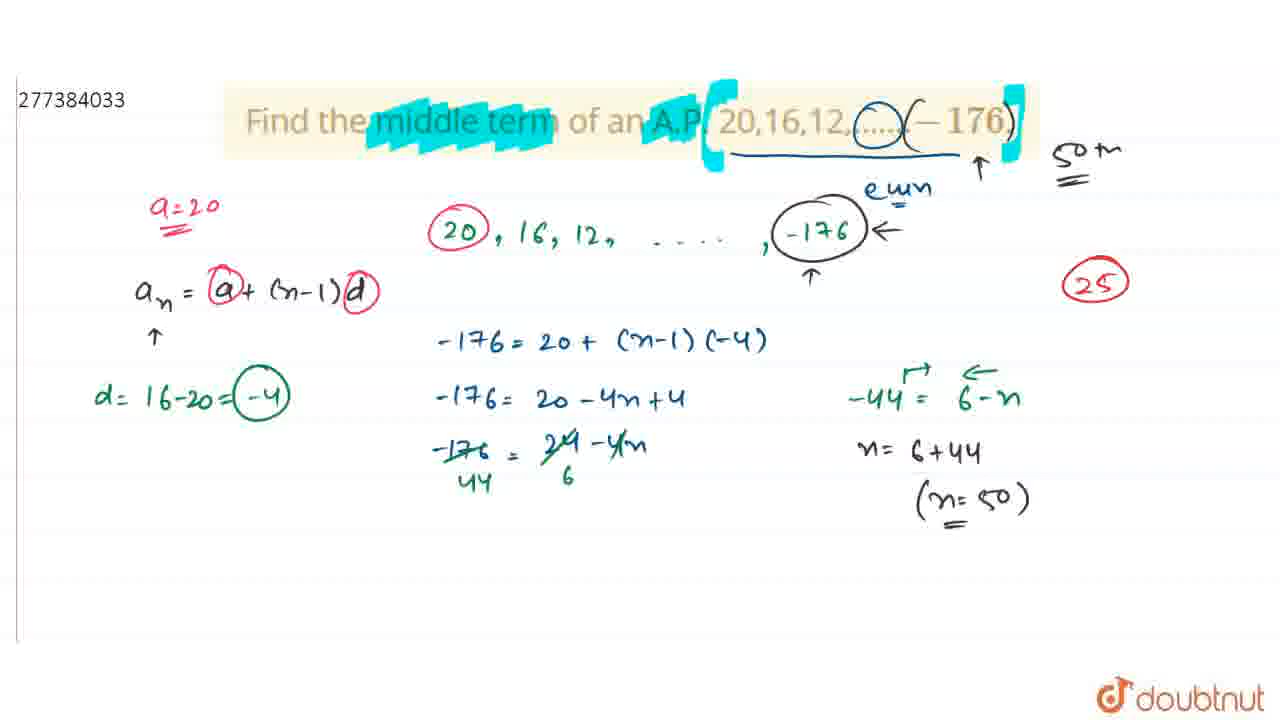 277384033
Find the middle term of an A.P. 20,16,12,......(−176)
50th
even
a=20
20, 16, 12, ...., -176
aₙ = a + (n-1)d
25
-176 = 20 + (n-1)(-4)
d = 16-20 = -4
-176 = 20 - 4n + 4
-44 = 6 - n
-176 = 24 - 4n
44 6
n = 6 + 44
(n = 50)
doubtnut